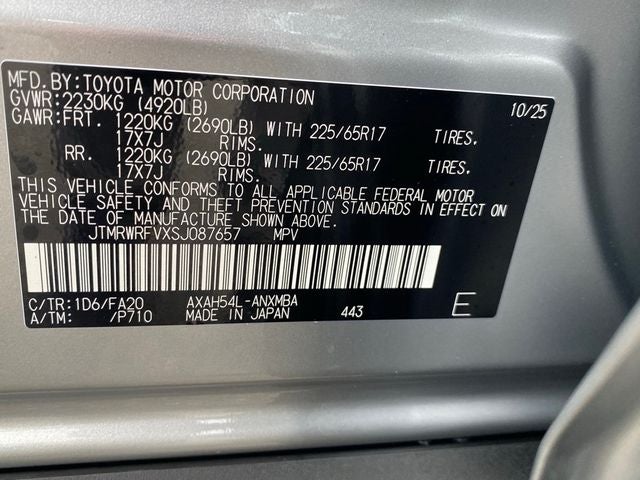 MFD.BY:TOYOTA MOTOR CORPORATION 10/25
GVWR:2230KG (4920LB)
GAWR:FRT. 1220KG (2690LB) WITH 225/65R17 TIRES.
17X7J RIMS.
RR. 1220KG (2690LB) WITH 225/65R17 TIRES.
17X7J RIMS.
THIS VEHICLE CONFORMS TO ALL APPLICABLE FEDERAL MOTOR
VEHICLE SAFETY AND THEFT PREVENTION STANDARDS IN EFFECT ON
THE DATE OF MANUFACTURE SHOWN ABOVE.
JTMRWRFVXSJ087657 MPV
C/TR:1D6/FA20 AXAH54L-ANXMBA
A/TM: /P710 MADE IN JAPAN 443 E